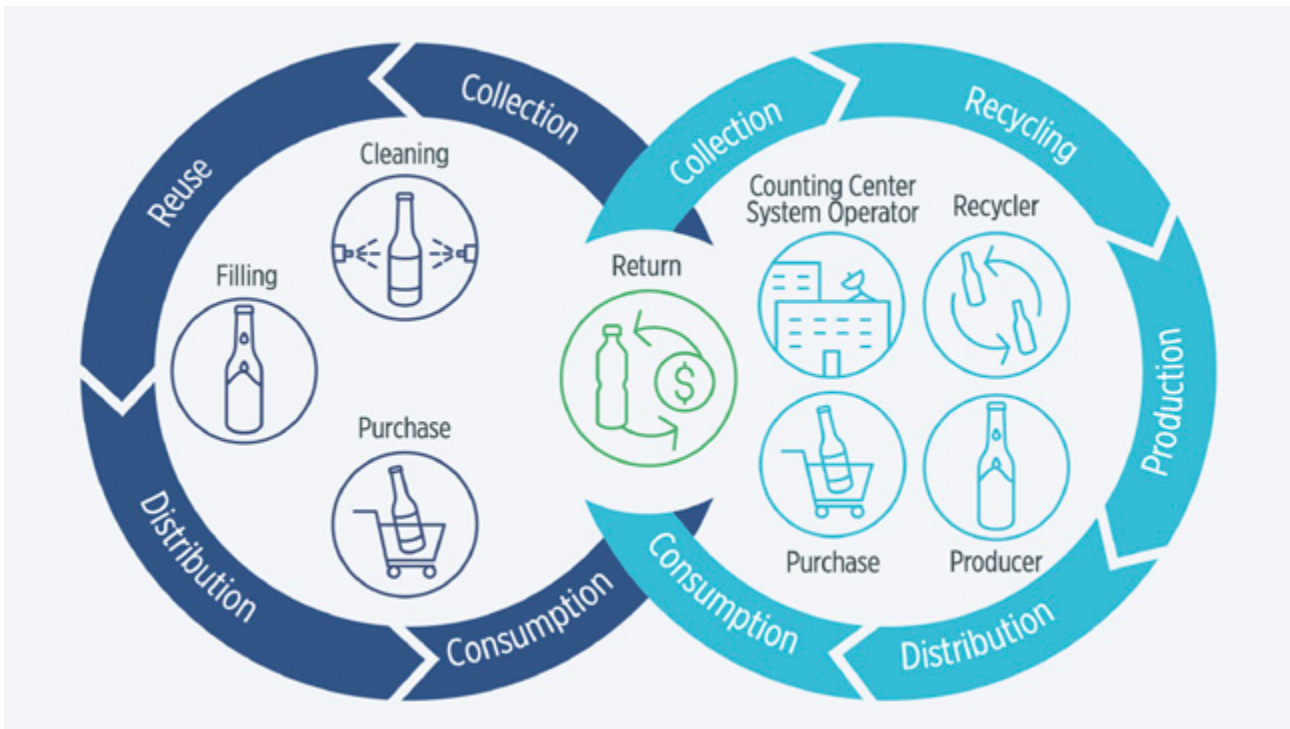 Collection
Reuse
Distribution
Consumption
Cleaning
Filling
Purchase
Return
$
Collection
Recycling
Production
Distribution
Consumption
Counting Center
System Operator
Recycler
Purchase
Producer